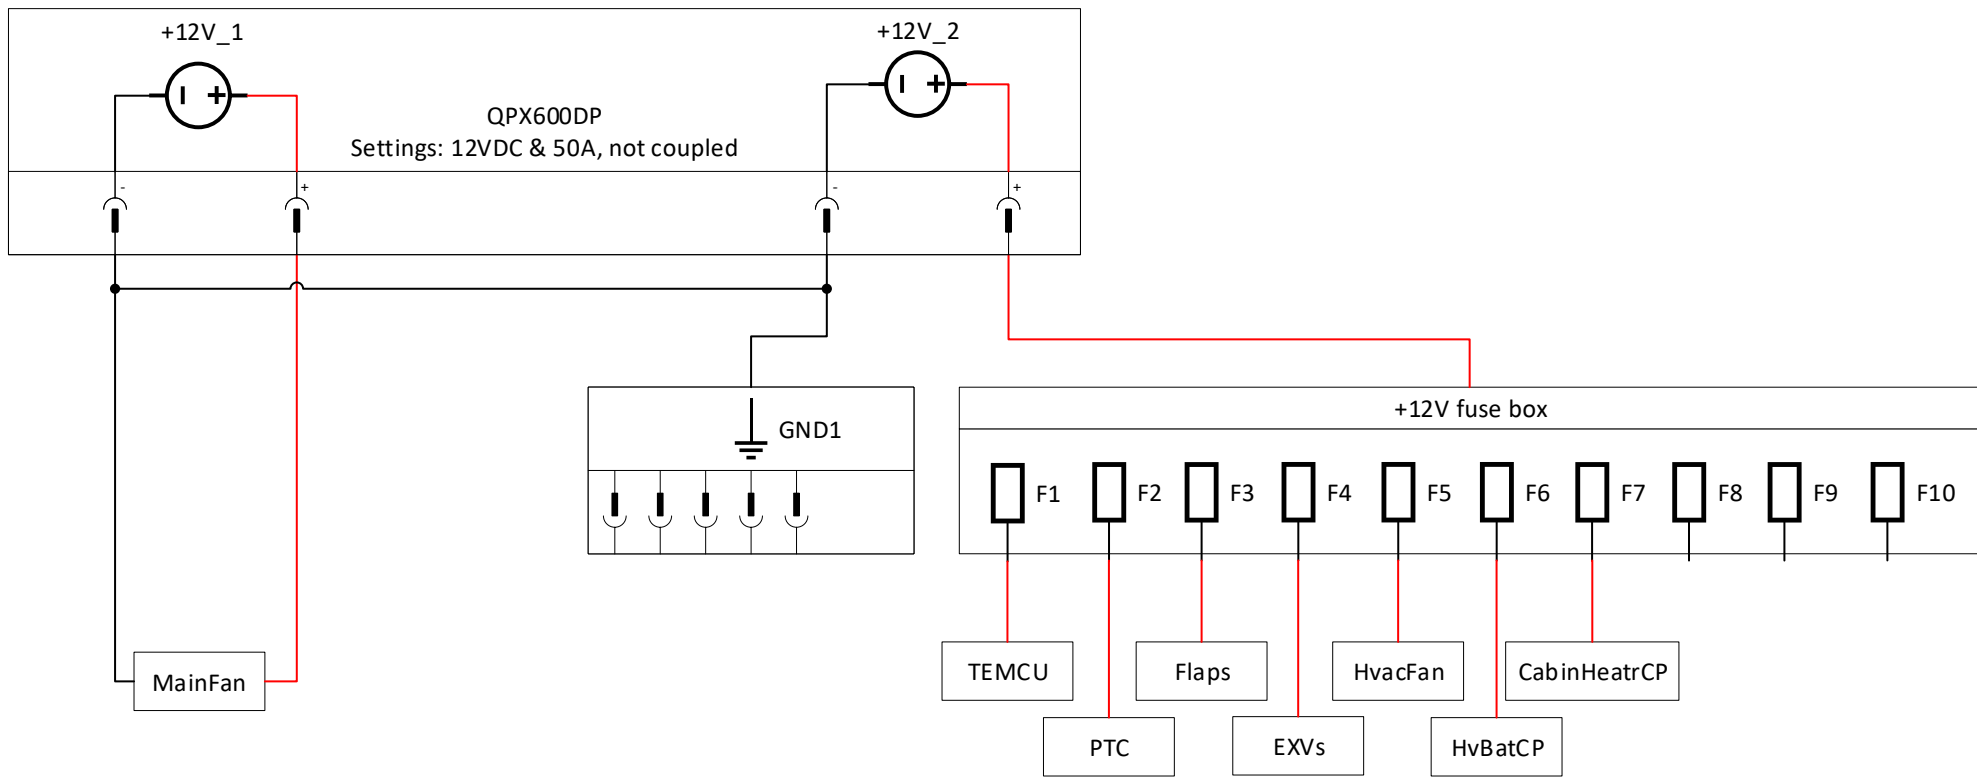 +12V_1
+12V_2
QPX600DP
Settings: 12VDC & 50A, not coupled
- + - +
GND1
+12V fuse box
F1 F2 F3 F4 F5 F6 F7 F8 F9 F10
MainFan
TEMCU Flaps HvacFan CabinHeatrCP
PTC EXVs HvBatCP